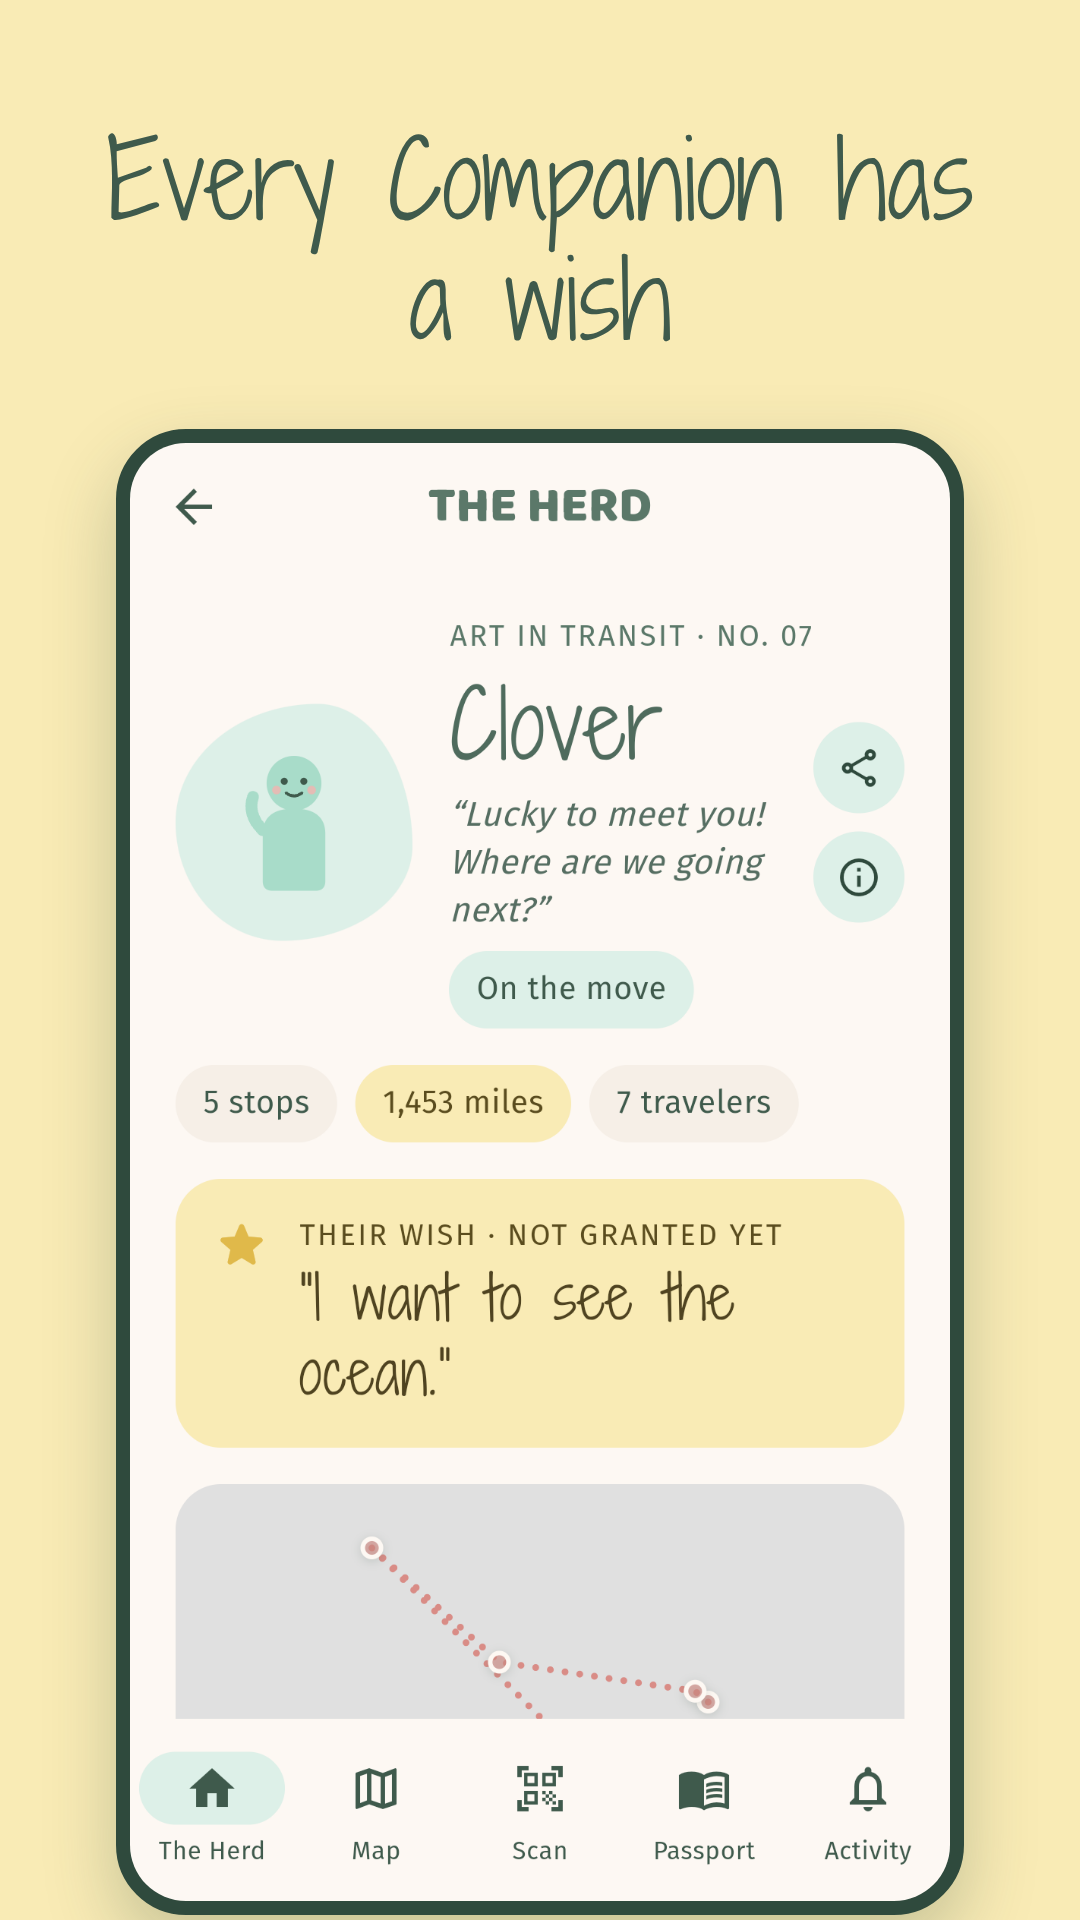 Every Companion has
a wish
THE HERD
ART IN TRANSIT · NO. 07
Clover
“Lucky to meet you!
Where are we going
next?”
On the move
5 stops
1,453 miles
7 travelers
THEIR WISH · NOT GRANTED YET
"I want to see the
ocean."
The Herd
Map
Scan
Passport
Activity